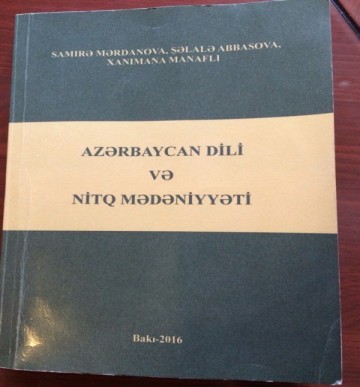 SAMİRƏ MƏRDANOVA, ŞƏLALƏ ABBASOVA,
XANIMANA MANAFLI
AZƏRBAYCAN DİLİ
VƏ
NİTQ MƏDƏNİYYƏTİ
Bakı-2016